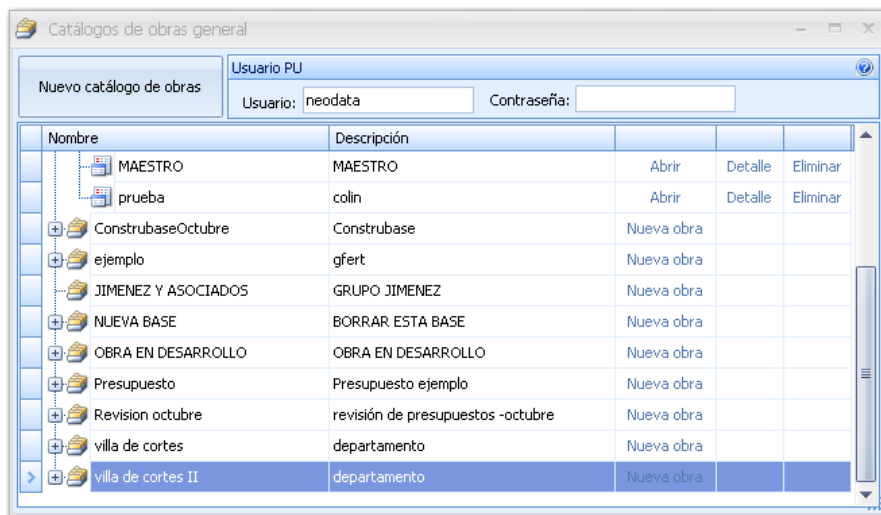 Catálogos de obras general
Nuevo catálogo de obras
Usuario PU
Usuario: neodata Contraseña:
Nombre Descripción
MAESTRO MAESTRO Abrir Detalle Eliminar
prueba colin Abrir Detalle Eliminar
ConstrubaseOctubre Construbase Nueva obra
ejemplo gfert Nueva obra
JIMENEZ Y ASOCIADOS GRUPO JIMENEZ Nueva obra
NUEVA BASE BORRAR ESTA BASE Nueva obra
OBRA EN DESARROLLO OBRA EN DESARROLLO Nueva obra
Presupuesto Presupuesto ejemplo Nueva obra
Revision octubre revisión de presupuestos -octubre Nueva obra
villa de cortes departamento Nueva obra
villa de cortes II departamento Nueva obra